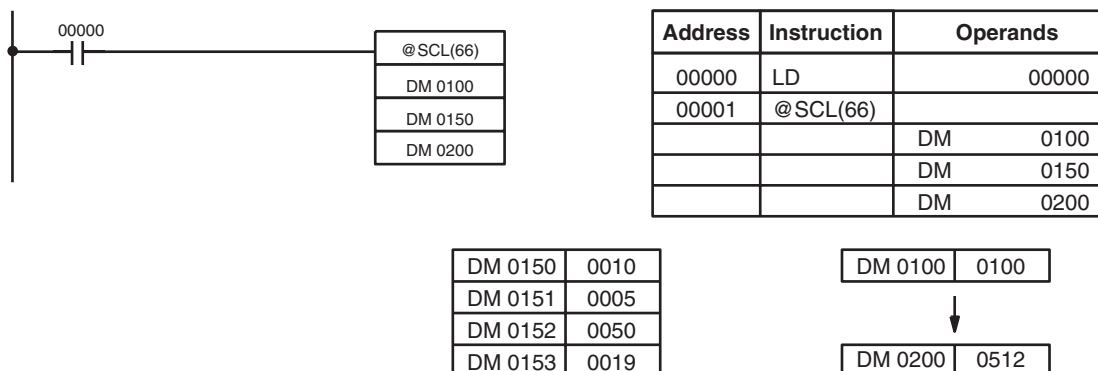 00000
@SCL(66)
DM 0100
DM 0150
DM 0200
Address Instruction Operands
00000 LD 00000
00001 @SCL(66)
DM 0100
DM 0150
DM 0200
DM 0150 0010
DM 0151 0005
DM 0152 0050
DM 0153 0019
DM 0100 0100
DM 0200 0512